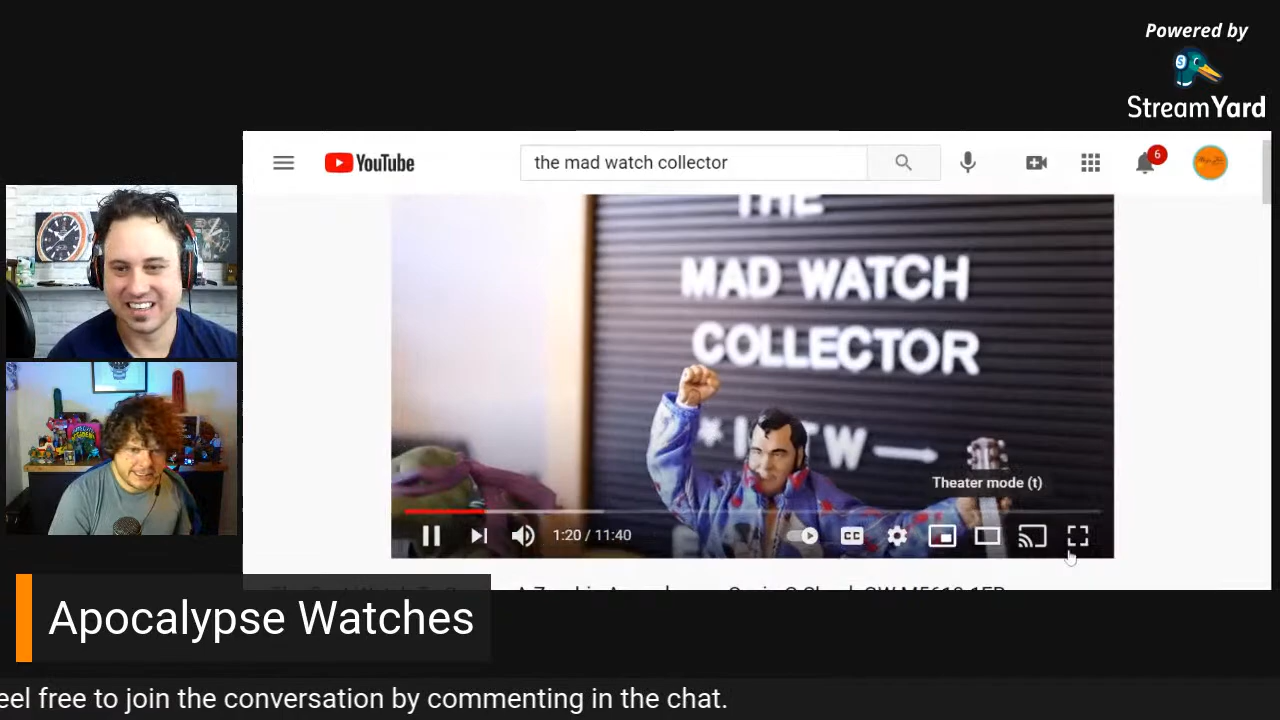 Powered by
StreamYard
YouTube
the mad watch collector
6
THE
MAD WATCH
COLLECTOR
Theater mode (t)
1:20 / 11:40
CC
Apocalypse Watches
eel free to join the conversation by commenting in the chat.